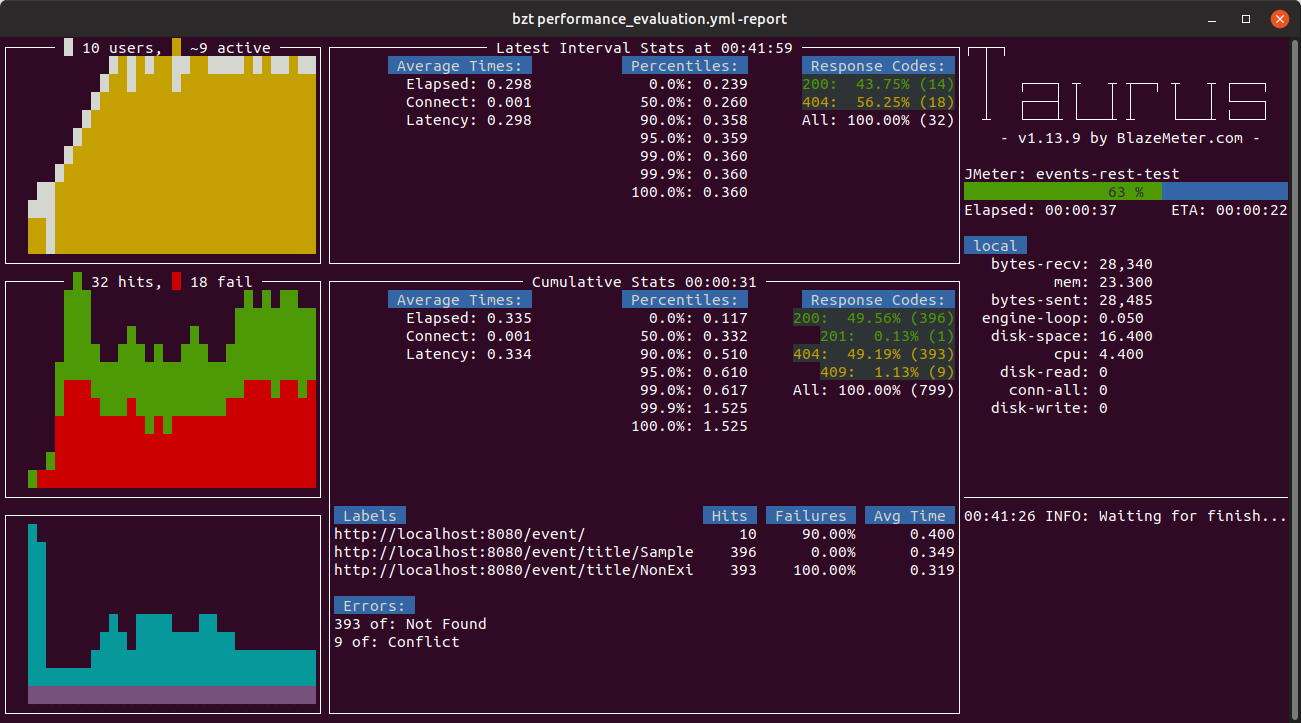 bzt performance_evaluation.yml -report
10 users, ~9 active
Latest Interval Stats at 00:41:59
Average Times: Percentiles: Response Codes:
Elapsed: 0.298 0.0%: 0.239 200: 43.75% (14)
Connect: 0.001 50.0%: 0.260 404: 56.25% (18)
Latency: 0.298 90.0%: 0.358 All: 100.00% (32)
95.0%: 0.359
99.0%: 0.360
99.9%: 0.360
100.0%: 0.360
Taurus
- v1.13.9 by BlazeMeter.com -
JMeter: events-rest-test
63 %
Elapsed: 00:00:37 ETA: 00:00:22
local
bytes-recv: 28,340
mem: 23.300
bytes-sent: 28,485
engine-loop: 0.050
disk-space: 16.400
cpu: 4.400
disk-read: 0
conn-all: 0
disk-write: 0
32 hits, 18 fail
Cumulative Stats 00:00:31
Average Times: Percentiles: Response Codes:
Elapsed: 0.335 0.0%: 0.117 200: 49.56% (396)
Connect: 0.001 50.0%: 0.332 201: 0.13% (1)
Latency: 0.334 90.0%: 0.510 404: 49.19% (393)
95.0%: 0.610 409: 1.13% (9)
99.0%: 0.617 All: 100.00% (799)
99.9%: 1.525
100.0%: 1.525
Labels Hits Failures Avg Time
http://localhost:8080/event/ 10 90.00% 0.400
http://localhost:8080/event/title/Sample 396 0.00% 0.349
http://localhost:8080/event/title/NonExi 393 100.00% 0.319
Errors:
393 of: Not Found
9 of: Conflict
00:41:26 INFO: Waiting for finish...